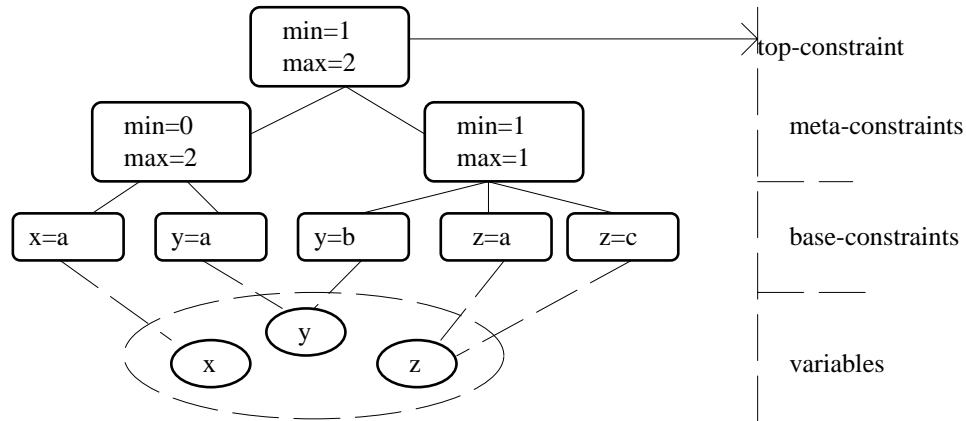 min=1
max=2
top-constraint
min=0
max=2
min=1
max=1
meta-constraints
x=a
y=a
y=b
z=a
z=c
base-constraints
y
x
z
variables